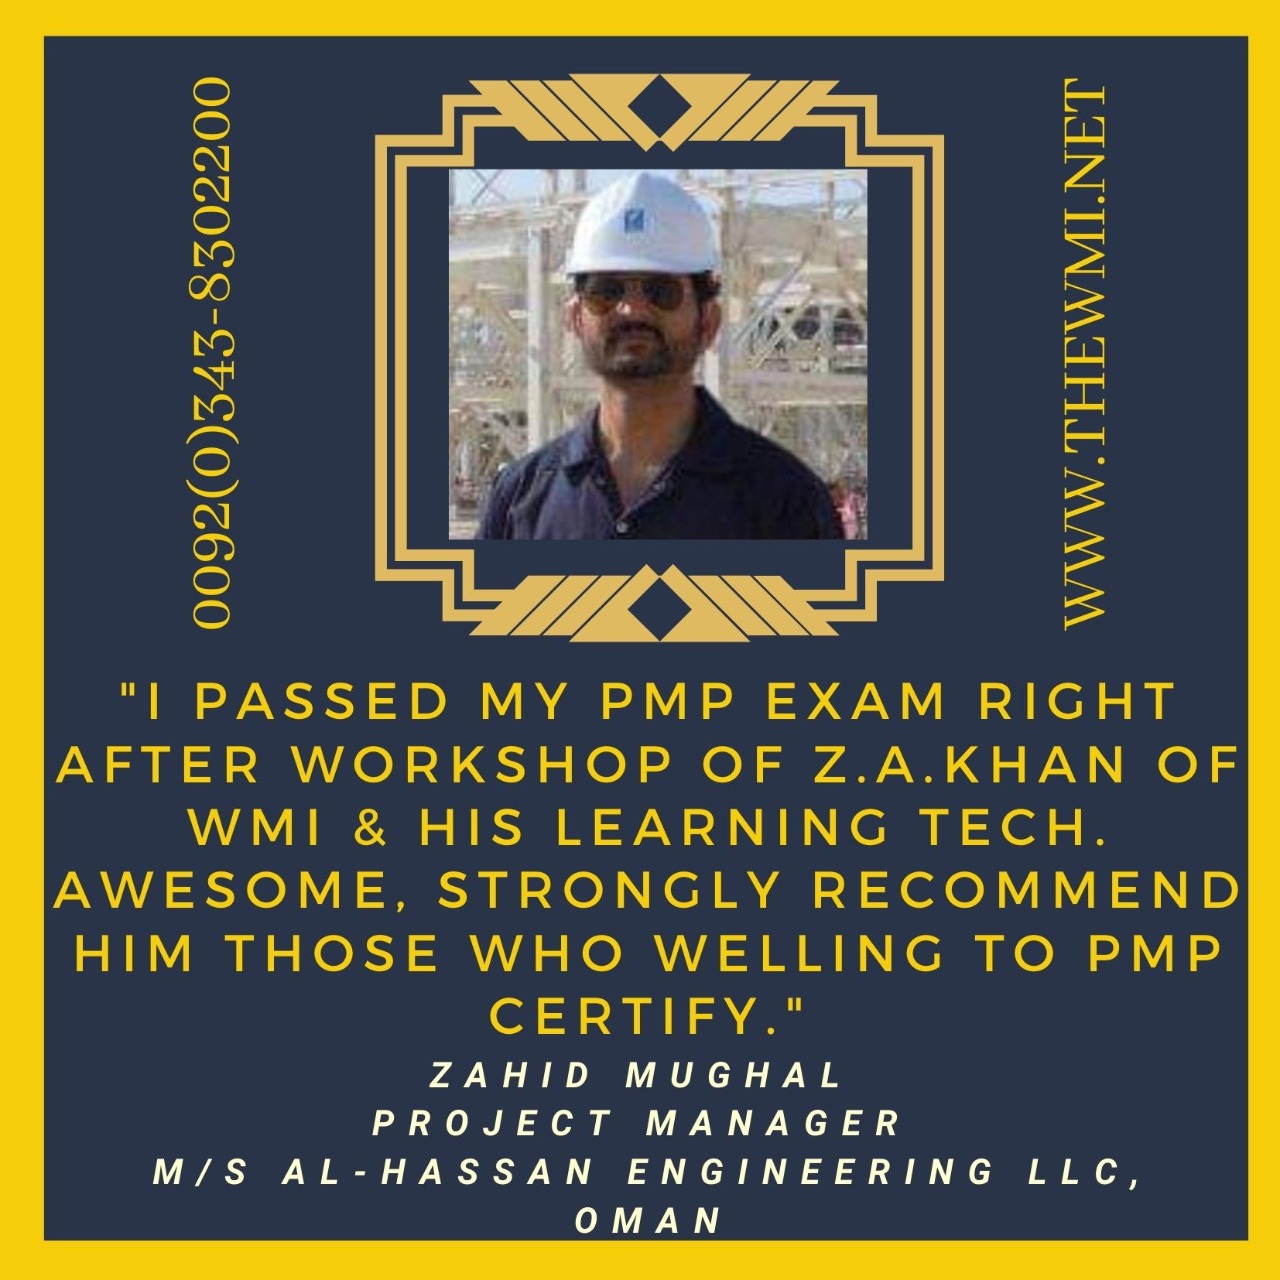 0092(0)343-8302200
WWW.THEWMI.NET
"I PASSED MY PMP EXAM RIGHT
AFTER WORKSHOP OF Z.A.KHAN OF
WMI & HIS LEARNING TECH.
AWESOME, STRONGLY RECOMMEND
HIM THOSE WHO WELLING TO PMP
CERTIFY."
ZAHID MUGHAL
PROJECT MANAGER
M/S AL-HASSAN ENGINEERING LLC,
OMAN